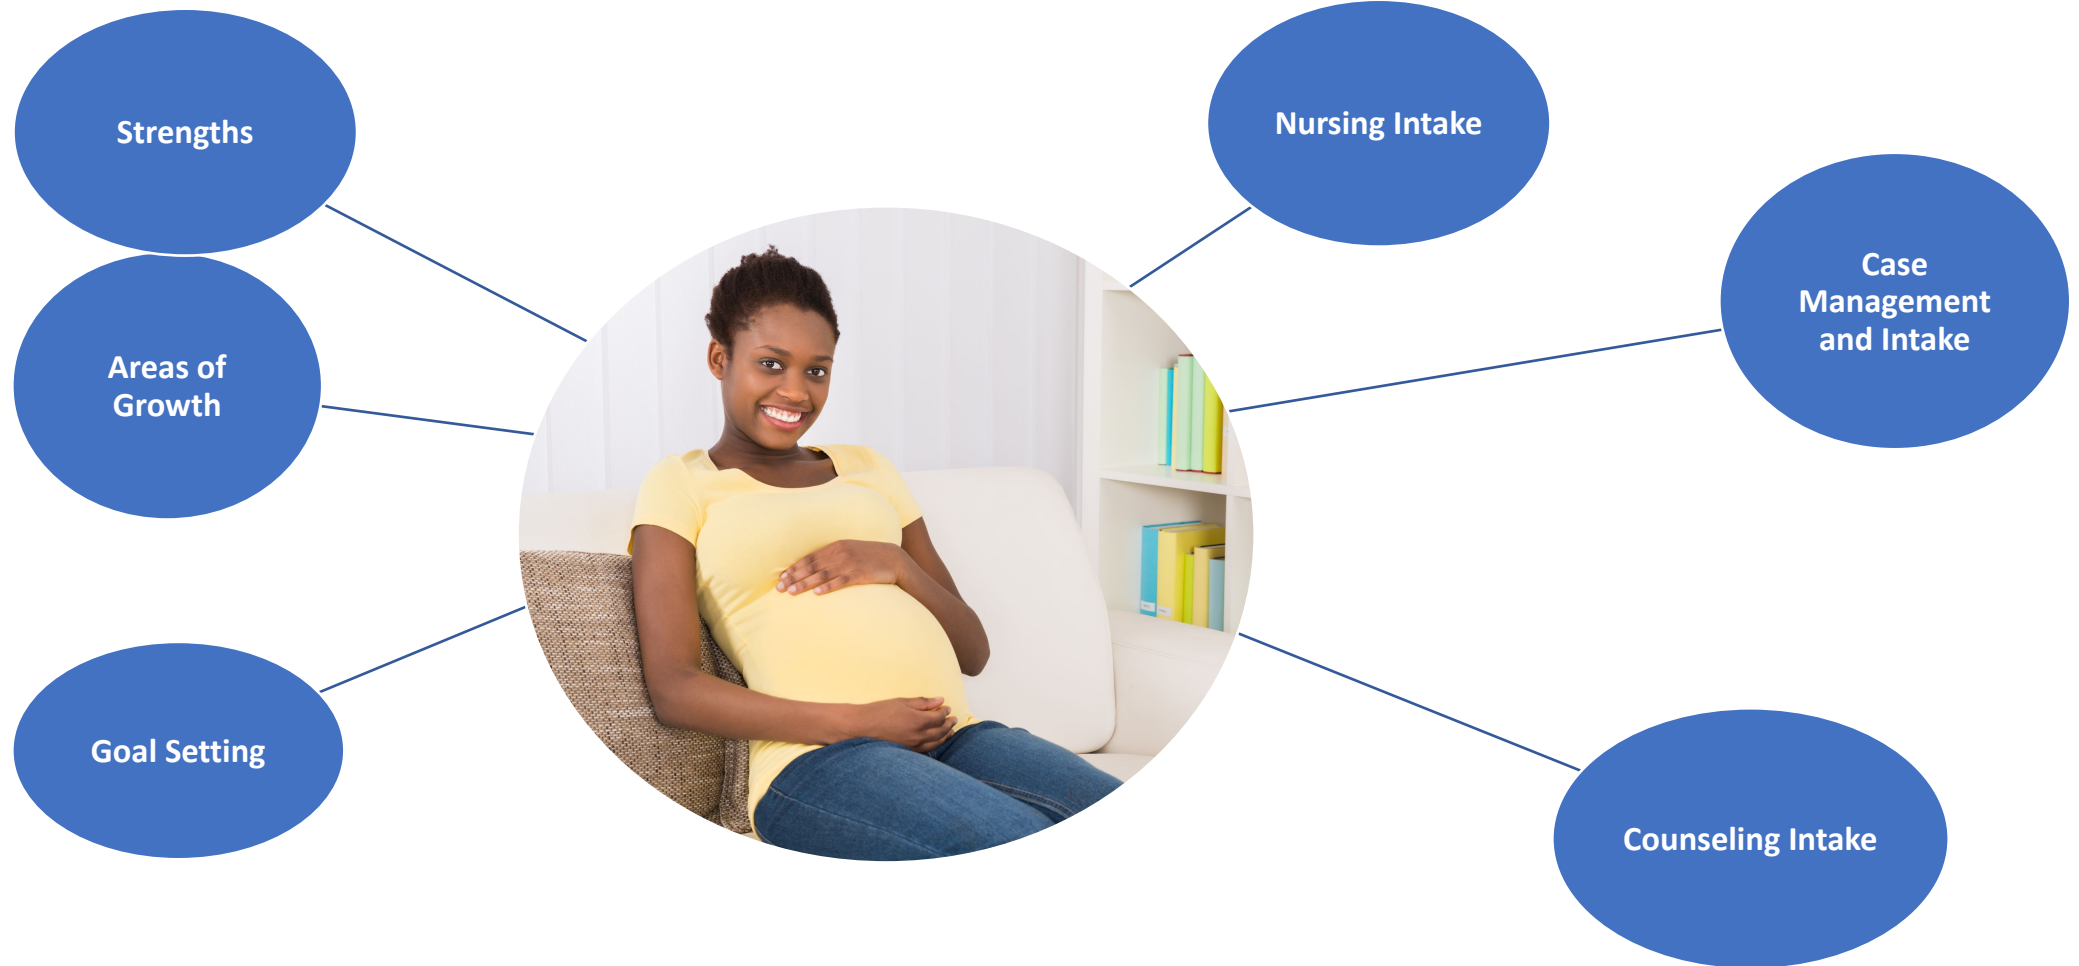 Strengths
Areas of
Growth
Goal Setting
Nursing Intake
Case
Management
and Intake
Counseling Intake